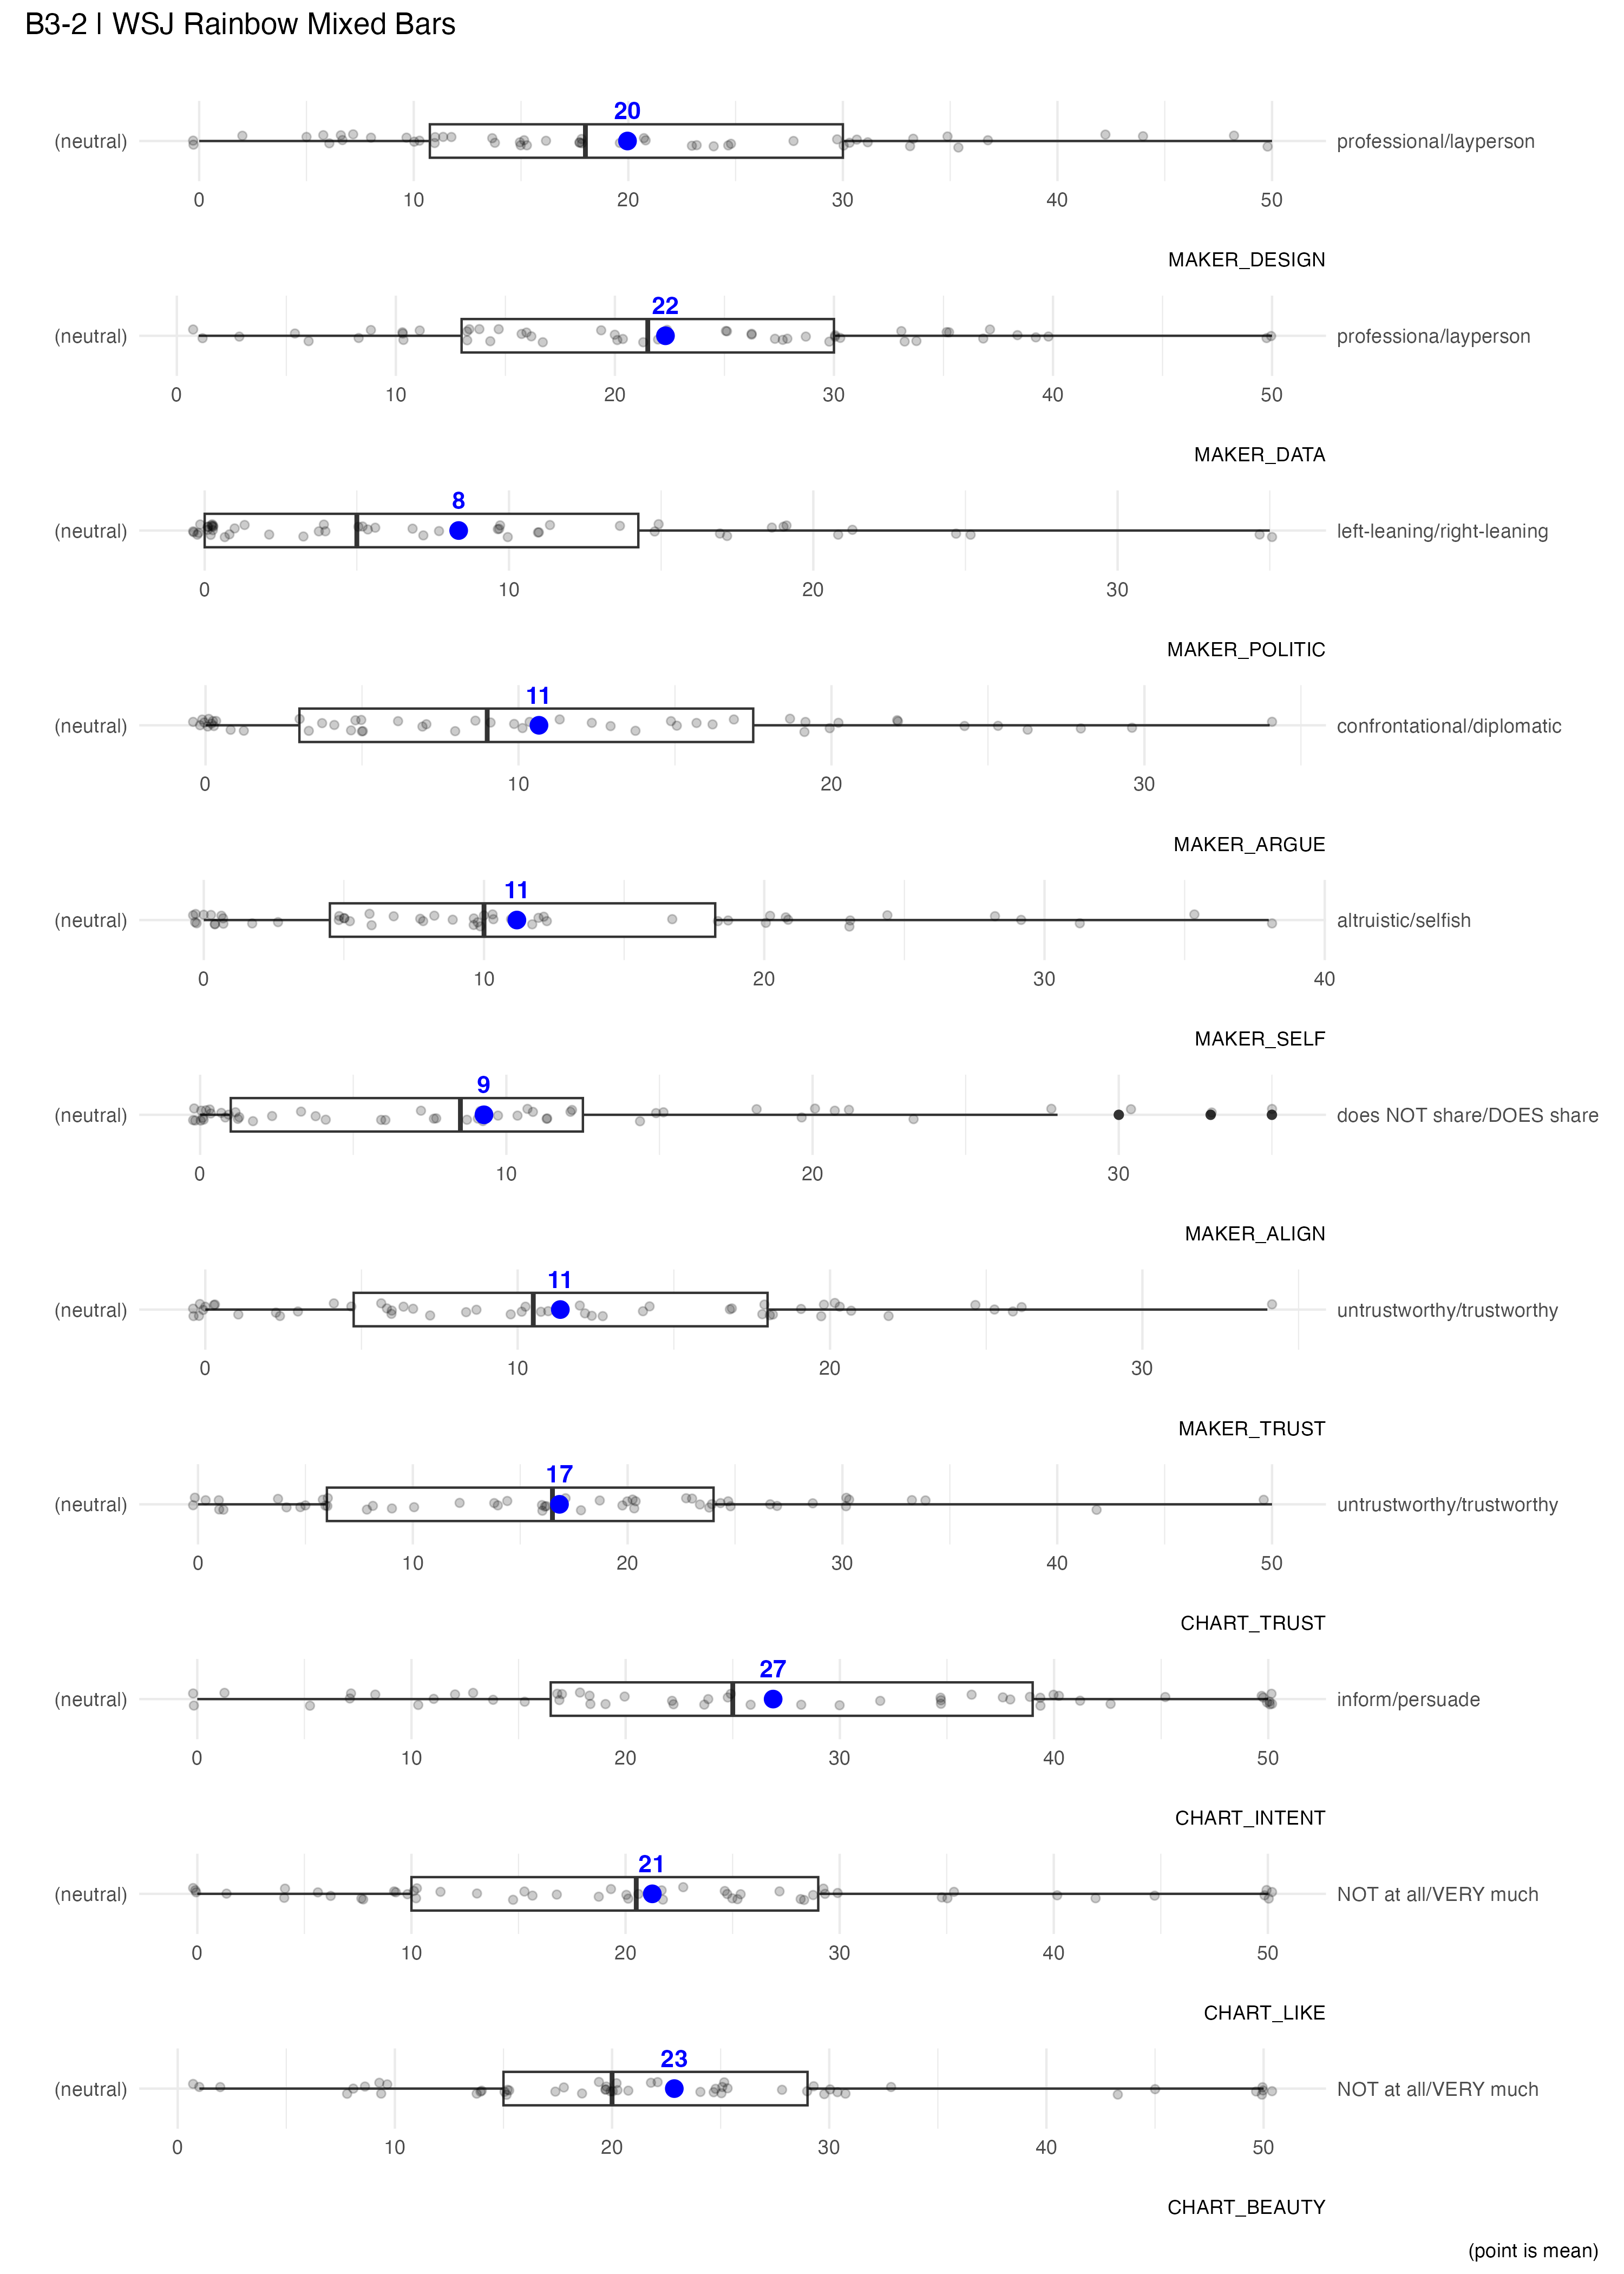 B3-2 | WSJ Rainbow Mixed Bars
20
(neutral) professional/layperson
0 10 20 30 40 50
MAKER_DESIGN
22
(neutral) professiona/layperson
0 10 20 30 40 50
MAKER_DATA
8
(neutral) left-leaning/right-leaning
0 10 20 30
MAKER_POLITIC
11
(neutral) confrontational/diplomatic
0 10 20 30
MAKER_ARGUE
11
(neutral) altruistic/selfish
0 10 20 30 40
MAKER_SELF
9
(neutral) does NOT share/DOES share
0 10 20 30
MAKER_ALIGN
11
(neutral) untrustworthy/trustworthy
0 10 20 30
MAKER_TRUST
17
(neutral) untrustworthy/trustworthy
0 10 20 30 40 50
CHART_TRUST
27
(neutral) inform/persuade
0 10 20 30 40 50
CHART_INTENT
21
(neutral) NOT at all/VERY much
0 10 20 30 40 50
CHART_LIKE
23
(neutral) NOT at all/VERY much
0 10 20 30 40 50
CHART_BEAUTY
(point is mean)